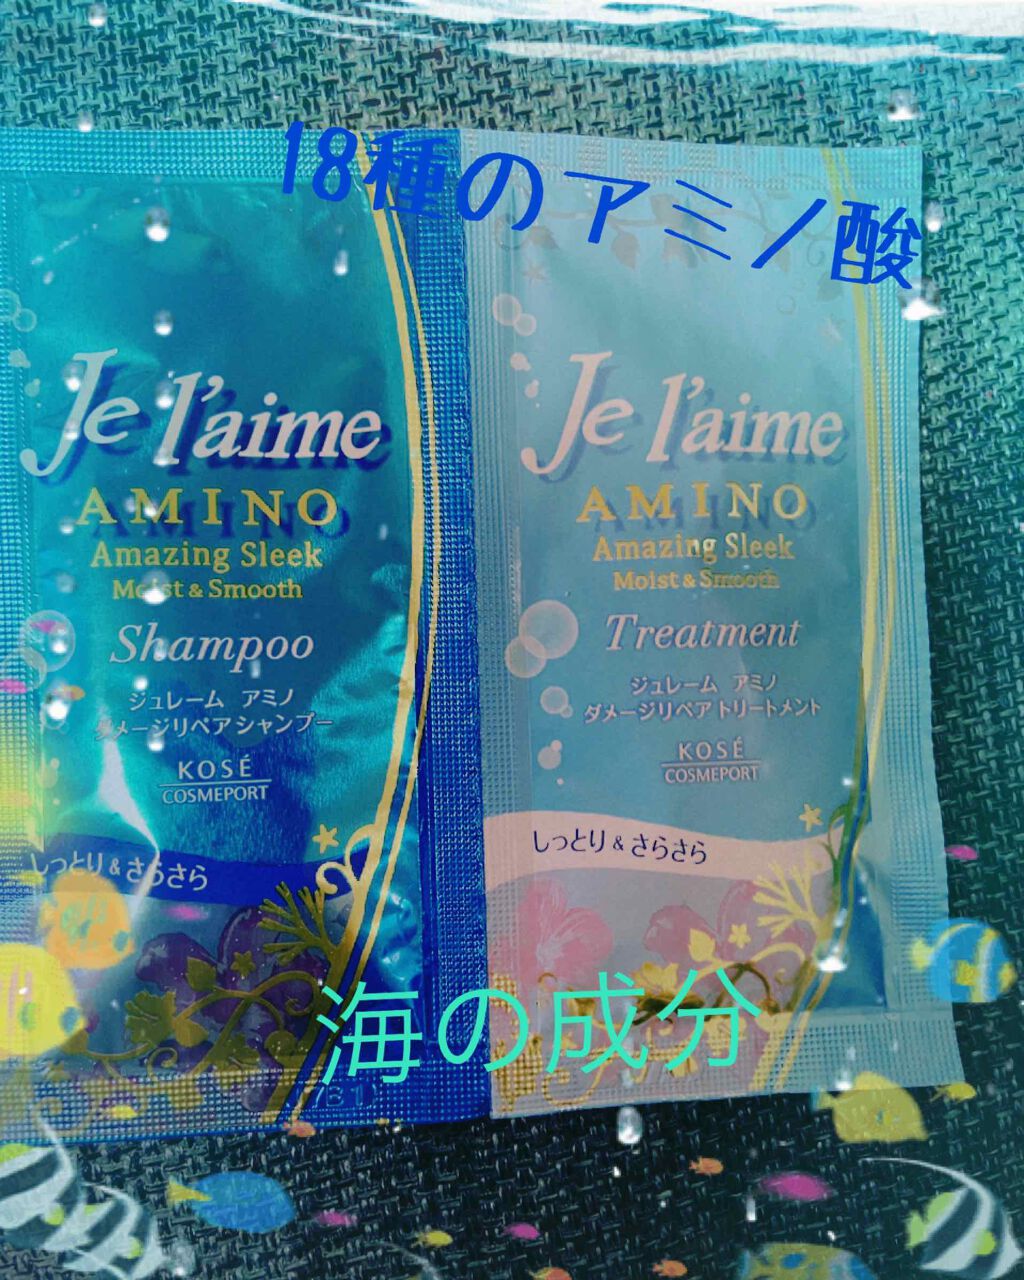 18種のアミノ酸
Je l'aime
AMINO
Amazing Sleek
Moist & Smooth
Shampoo
ジュレーム アミノ
ダメージリペアシャンプー
KOSÉ
COSMEPORT
しっとり&さらさら
Je l'aime
AMINO
Amazing Sleek
Moist & Smooth
Treatment
ジュレーム アミノ
ダメージリペアトリートメント
KOSÉ
COSMEPORT
しっとり&さらさら
海の成分